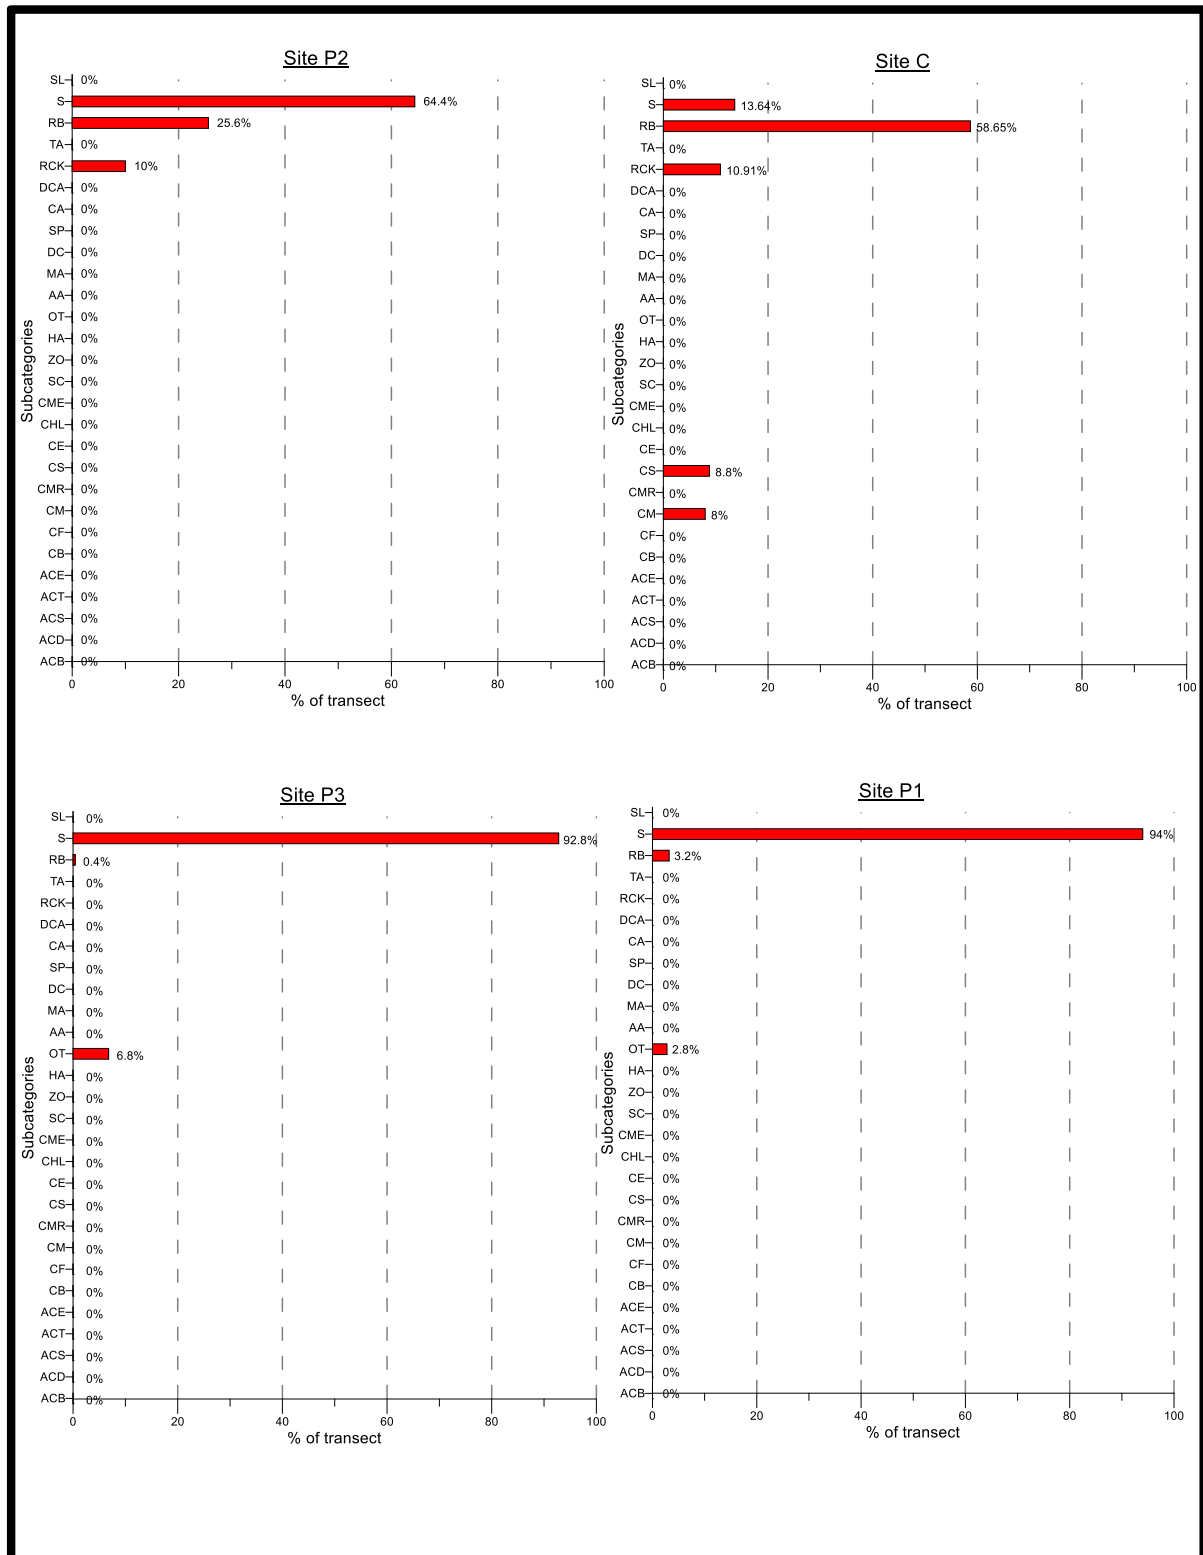 Site P2
SL 0%
S 64.4%
RB 25.6%
TA 0%
RCK 10%
DCA 0%
CA 0%
SP 0%
DC 0%
MA 0%
AA 0%
OT 0%
HA 0%
ZO 0%
SC 0%
CME 0%
CHL 0%
CE 0%
CS 0%
CMR 0%
CM 0%
CF 0%
CB 0%
ACE 0%
ACT 0%
ACS 0%
ACD 0%
ACB 0%
Subcategories
0 20 40 60 80 100
% of transect
Site C
SL 0%
S 13.64%
RB 58.65%
TA 0%
RCK 10.91%
DCA 0%
CA 0%
SP 0%
DC 0%
MA 0%
AA 0%
OT 0%
HA 0%
ZO 0%
SC 0%
CME 0%
CHL 0%
CE 0%
CS 8.8%
CMR 0%
CM 8%
CF 0%
CB 0%
ACE 0%
ACT 0%
ACS 0%
ACD 0%
ACB 0%
Subcategories
0 20 40 60 80 100
% of transect
Site P3
SL 0%
S 92.8%
RB 0.4%
TA 0%
RCK 0%
DCA 0%
CA 0%
SP 0%
DC 0%
MA 0%
AA 0%
OT 6.8%
HA 0%
ZO 0%
SC 0%
CME 0%
CHL 0%
CE 0%
CS 0%
CMR 0%
CM 0%
CF 0%
CB 0%
ACE 0%
ACT 0%
ACS 0%
ACD 0%
ACB 0%
Subcategories
0 20 40 60 80 100
% of transect
Site P1
SL 0%
S 94%
RB 3.2%
TA 0%
RCK 0%
DCA 0%
CA 0%
SP 0%
DC 0%
MA 0%
AA 0%
OT 2.8%
HA 0%
ZO 0%
SC 0%
CME 0%
CHL 0%
CE 0%
CS 0%
CMR 0%
CM 0%
CF 0%
CB 0%
ACE 0%
ACT 0%
ACS 0%
ACD 0%
ACB 0%
Subcategories
0 20 40 60 80 100
% of transect